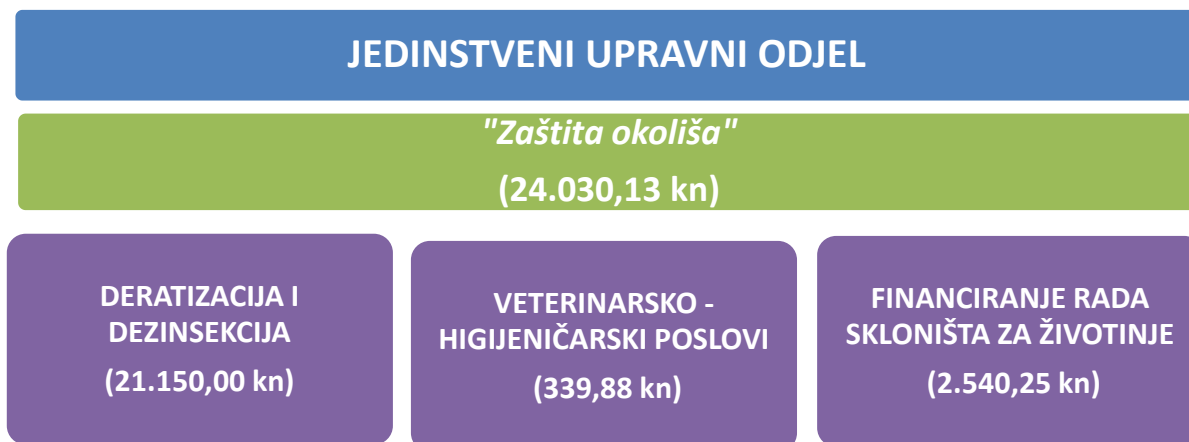 JEDINSTVENI UPRAVNI ODJEL
"Zaštita okoliša"
(24.030,13 kn)
DERATIZACIJA I
DEZINSEKCIJA
(21.150,00 kn)
VETERINARSKO -
HIGIJENIČARSKI POSLOVI
(339,88 kn)
FINANCIRANJE RADA
SKLONIŠTA ZA ŽIVOTINJE
(2.540,25 kn)